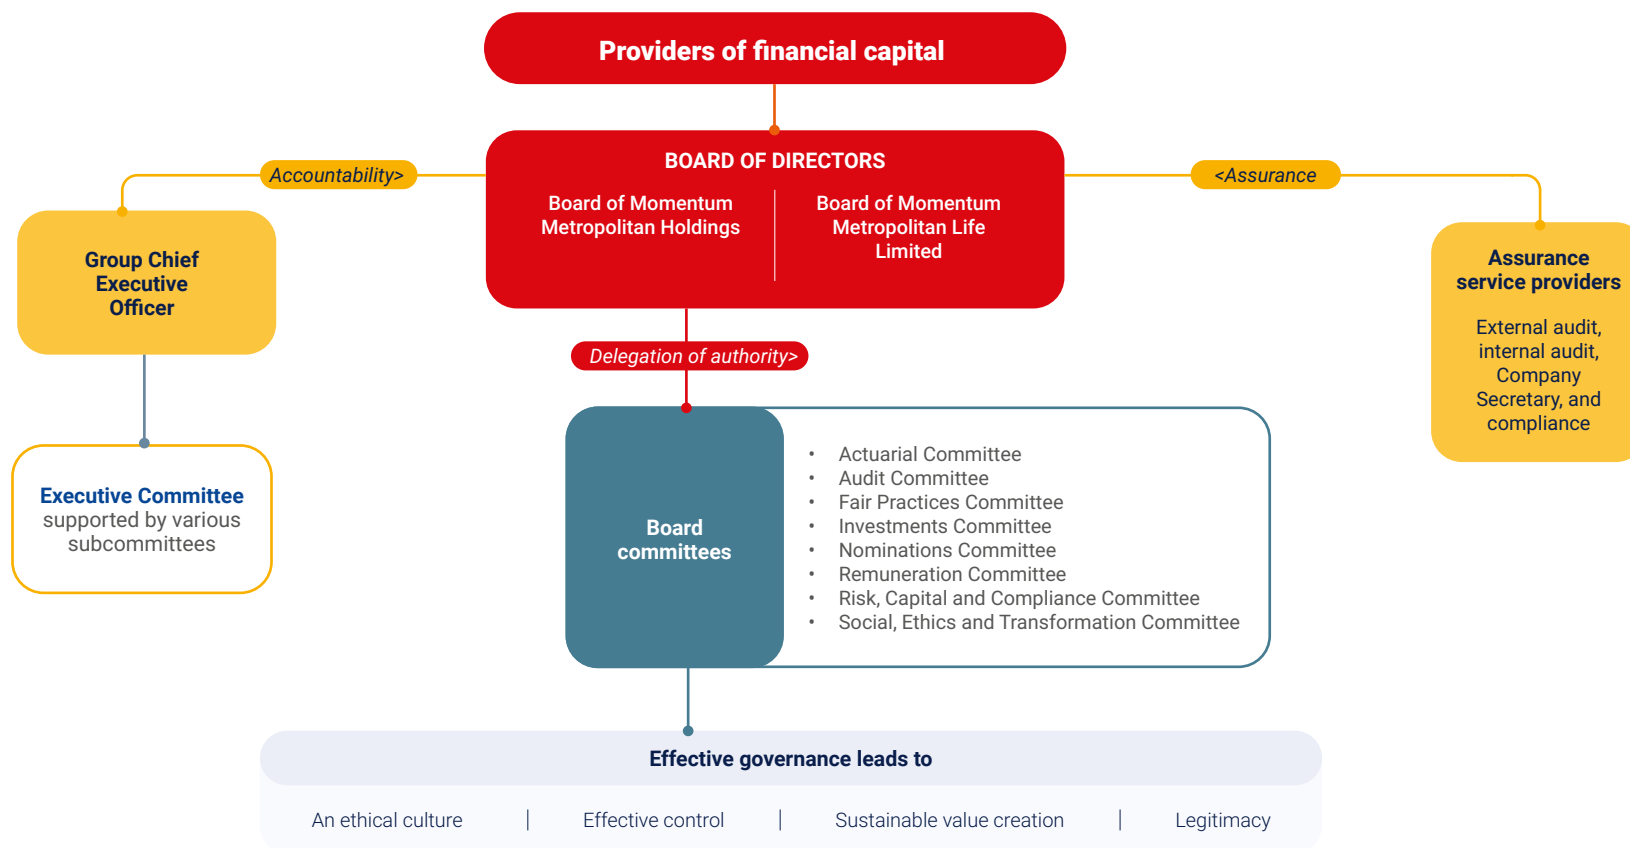 Providers of financial capital
BOARD OF DIRECTORS
Board of Momentum
Metropolitan Holdings
Board of Momentum
Metropolitan Life
Limited
Accountability>
<Assurance
Group Chief
Executive
Officer
Assurance
service providers
External audit,
internal audit,
Company
Secretary, and
compliance
Delegation of authority>
Executive Committee
supported by various
subcommittees
Board
committees
• Actuarial Committee
• Audit Committee
• Fair Practices Committee
• Investments Committee
• Nominations Committee
• Remuneration Committee
• Risk, Capital and Compliance Committee
• Social, Ethics and Transformation Committee
Effective governance leads to
An ethical culture | Effective control | Sustainable value creation | Legitimacy